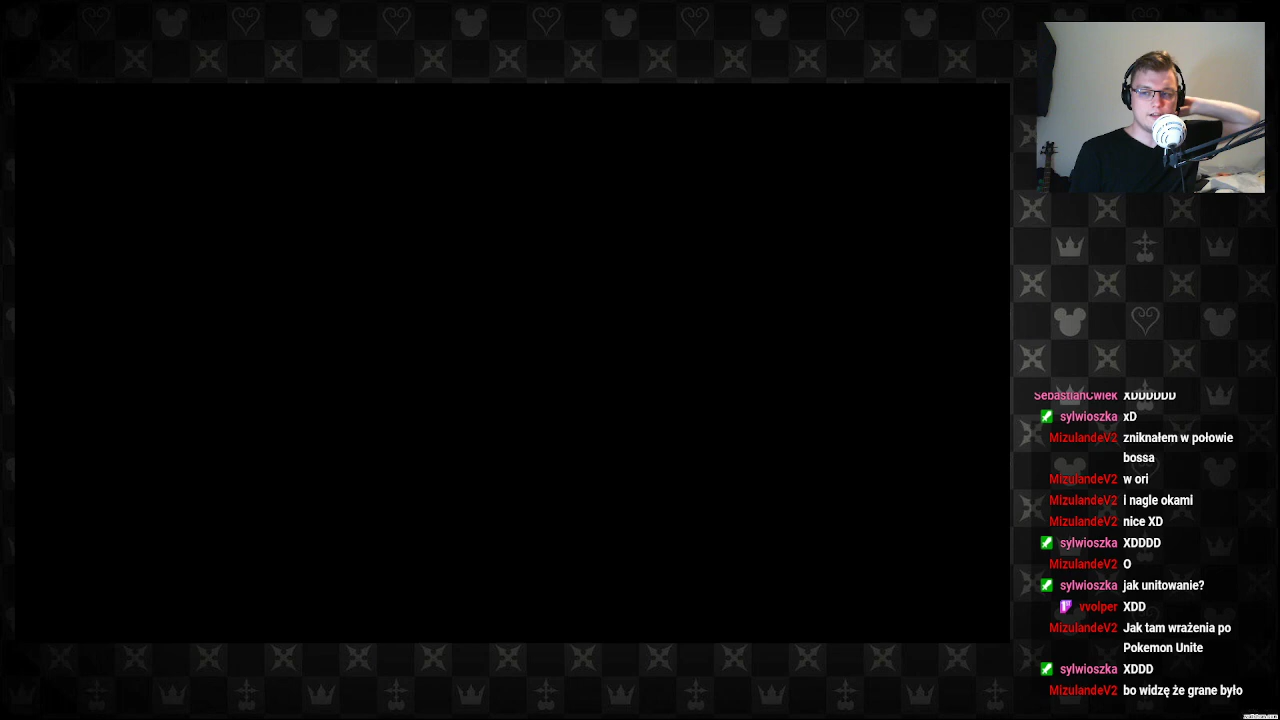 SebastianCwiek XDDDDDD
sylwioszka xD
MizulandeV2 zniknałem w połowie
bossa
MizulandeV2 w ori
MizulandeV2 i nagle okami
MizulandeV2 nice XD
sylwioszka XDDDD
MizulandeV2 O
sylwioszka jak unitowanie?
1st vvolper XDD
MizulandeV2 Jak tam wrażenia po
Pokemon Unite
sylwioszka XDDD
MizulandeV2 bo widzę że grane było